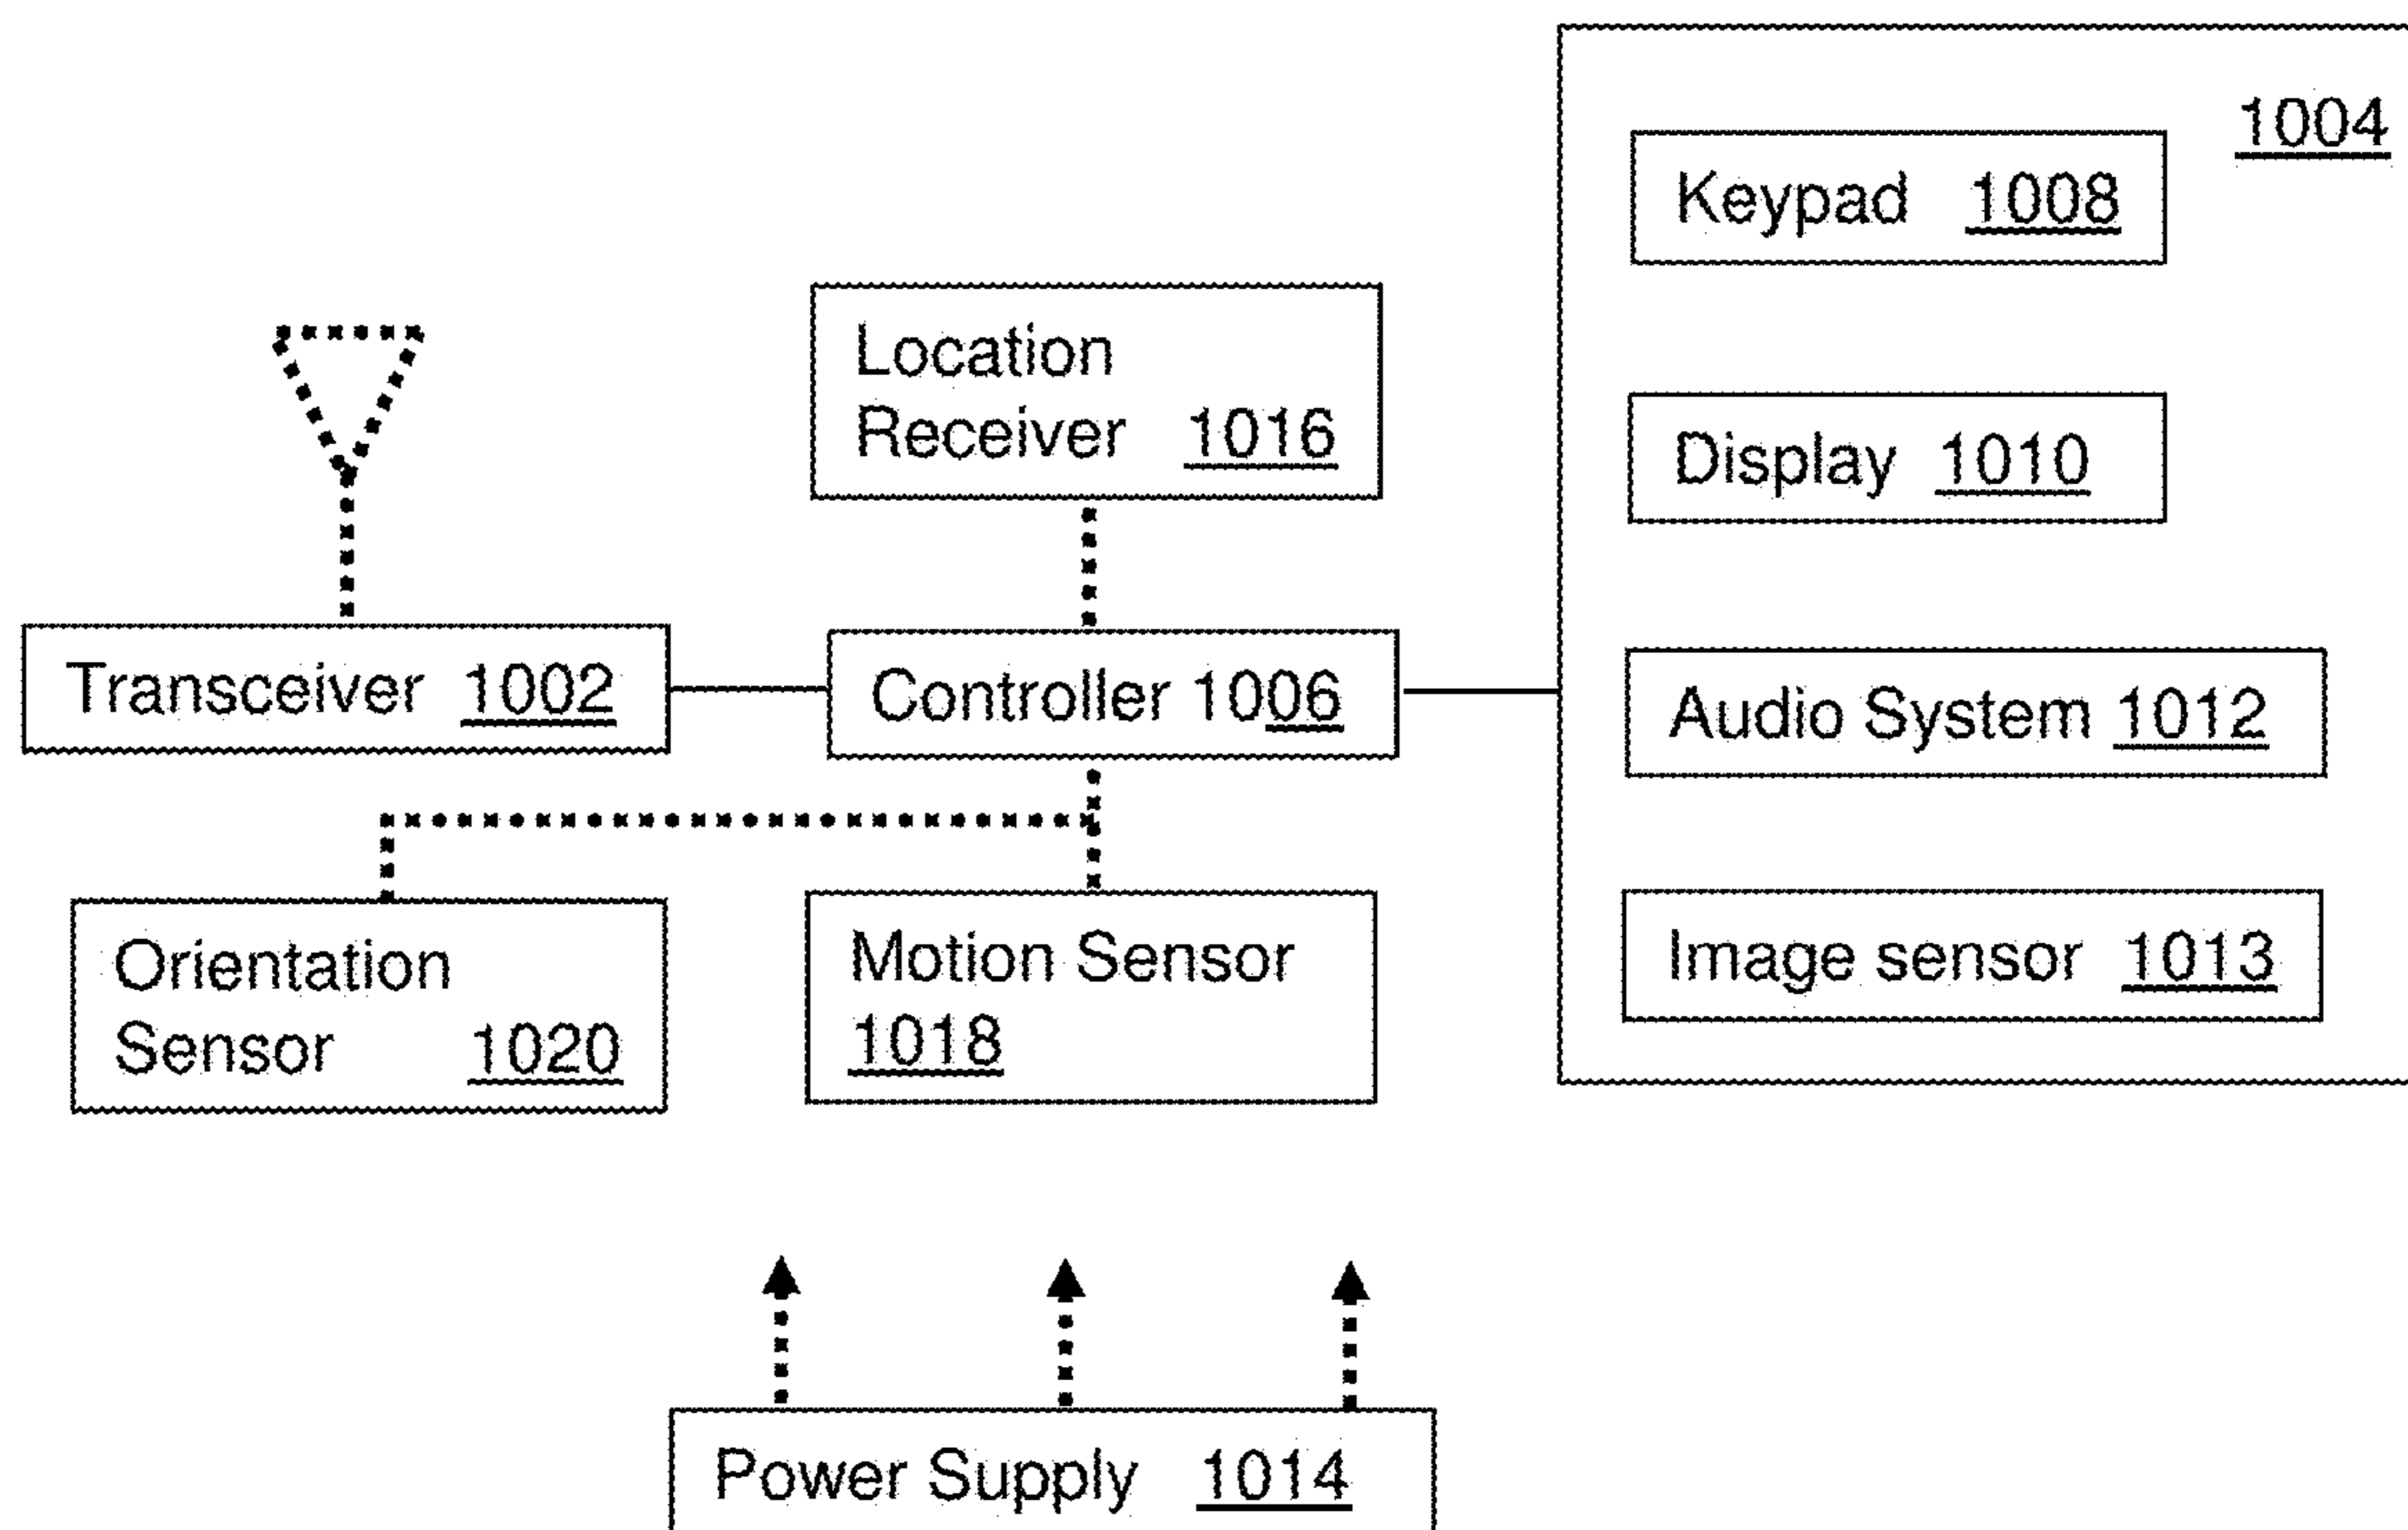 1004
Keypad 1008
Location
Receiver 1016
Display 1010
Transceiver 1002
Controller 1006
Audio System 1012
Orientation
Sensor 1020
Motion Sensor
1018
Image sensor 1013
Power Supply 1014